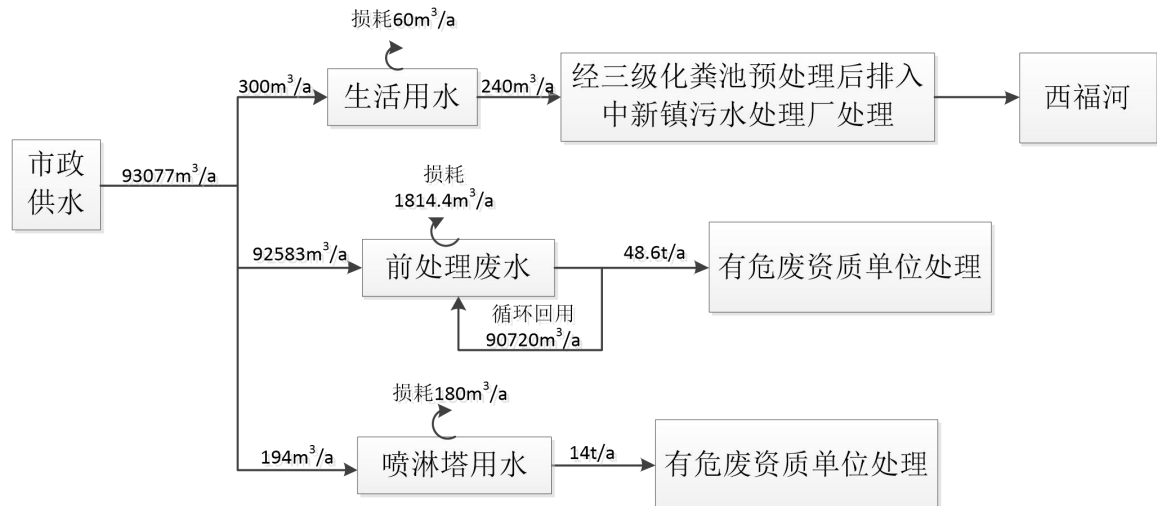 损耗60m³/a
300m³/a
生活用水
240m³/a
经三级化粪池预处理后排入
中新镇污水处理厂处理
西福河
市政
供水
93077m³/a
损耗
1814.4m³/a
92583m³/a
前处理废水
48.6t/a
有危废资质单位处理
循环回用
90720m³/a
损耗180m³/a
194m³/a
喷淋塔用水
14t/a
有危废资质单位处理